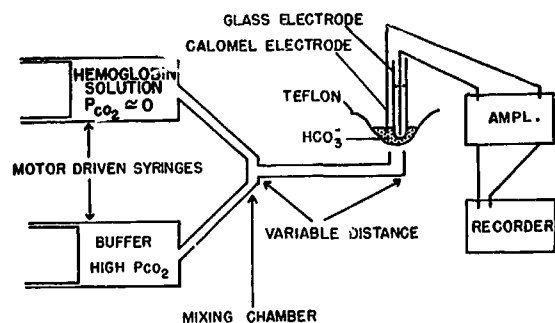 GLASS ELECTRODE
CALOMEL ELECTRODE
HEMOGLOBIN
SOLUTION
PCO₂ ≃ 0
TEFLON
HCO₃⁻
AMPL.
MOTOR DRIVEN SYRINGES
VARIABLE DISTANCE
RECORDER
BUFFER
HIGH PCO₂
MIXING CHAMBER